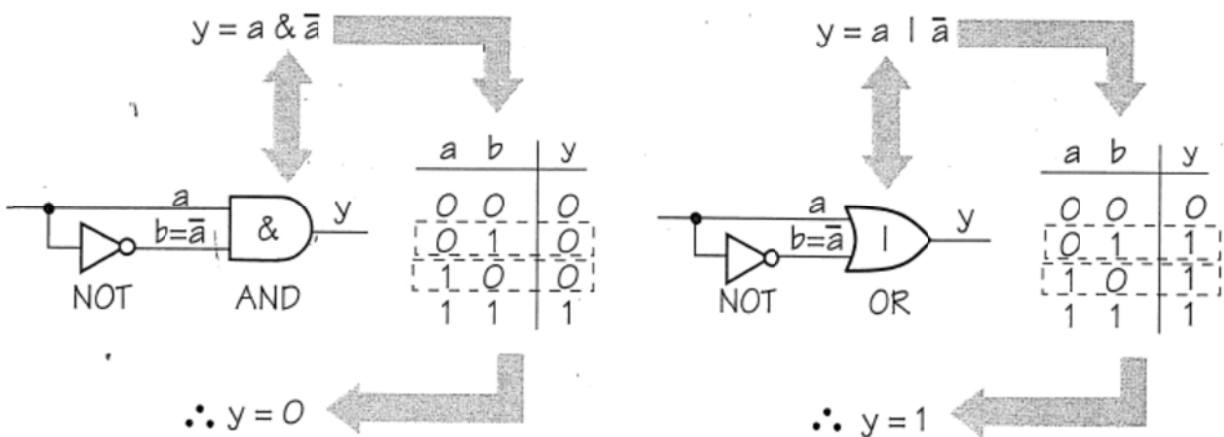 y = a & a̅
a b y
0 0 0
0 1 0
1 0 0
1 1 1
a
b=a̅
&
y
NOT AND
∴ y = 0
y = a | a̅
a b y
0 0 0
0 1 1
1 0 1
1 1 1
a
b=a̅
|
y
NOT OR
∴ y = 1